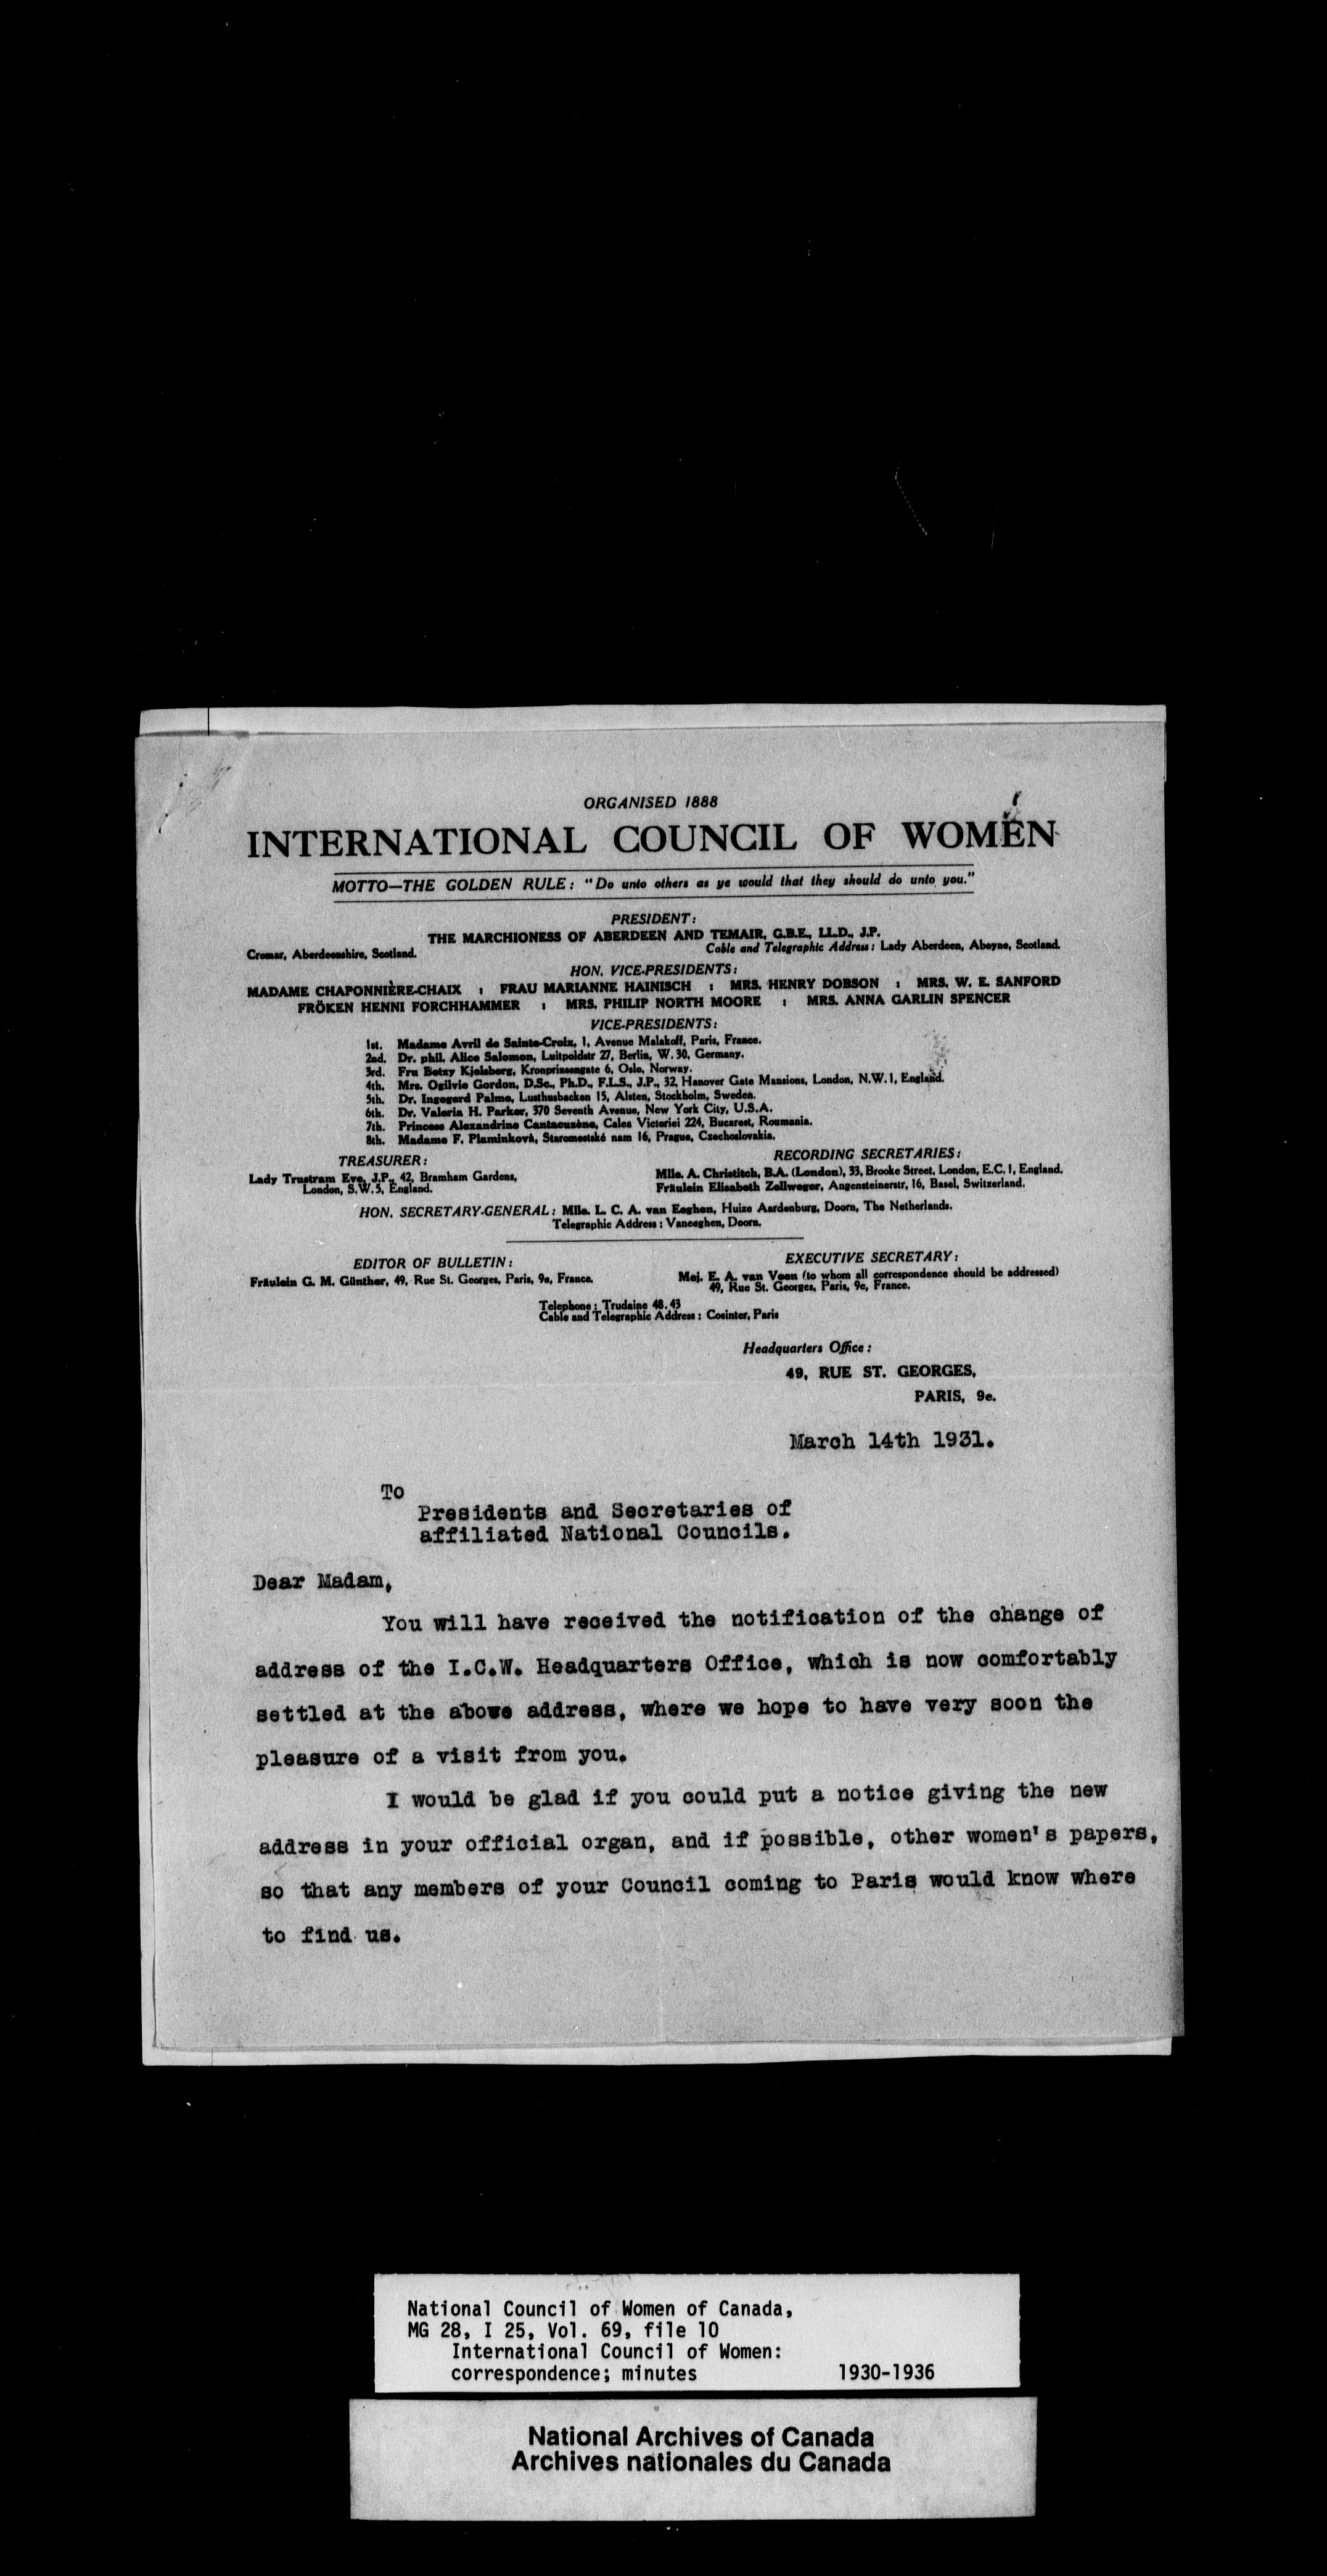 ORGANISED 1888
INTERNATIONAL COUNCIL OF WOMEN
MOTTO—THE GOLDEN RULE: "Do unto others as ye would that they should do unto you."
PRESIDENT:
THE MARCHIONESS OF ABERDEEN AND TEMAIR, G.B.E., LL.D., J.P.
Cromar, Aberdeenshire, Scotland. Cable and Telegraphic Address: Lady Aberdeen, Aboyne, Scotland.
HON. VICE-PRESIDENTS:
MADAME CHAPONNIÈRE-CHAIX : FRAU MARIANNE HAINISCH : MRS. HENRY DOBSON : MRS. W. E. SANFORD
FRÖKEN HENNI FORCHHAMMER : MRS. PHILIP NORTH MOORE : MRS. ANNA GARLIN SPENCER
VICE-PRESIDENTS:
1st. Madame Avril de Sainte-Croix, 1, Avenue Malakoff, Paris, France.
2nd. Dr. phil. Alice Salomon, Luitpoldstr 27, Berlin, W. 30, Germany.
3rd. Fru Betzy Kjelsberg, Kronprinsensgate 6, Oslo, Norway.
4th. Mrs. Ogilvie Gordon, D.Sc., Ph.D., F.L.S., J.P., 32, Hanover Gate Mansions, London, N.W.1, England.
5th. Dr. Ingegerd Palme, Lusthusbacken 15, Alsten, Stockholm, Sweden.
6th. Dr. Valeria H. Parker, 370 Seventh Avenue, New York City, U.S.A.
7th. Princess Alexandrine Cantacuzène, Calea Victoriei 224, Bucarest, Roumania.
8th. Madame F. Plaminková, Staromestské nam 16, Prague, Czechoslovakia.
TREASURER:
Lady Trustram Eve, J.P., 42, Bramham Gardens,
London, S.W.5, England.
RECORDING SECRETARIES:
Mlle. A. Christitch, B.A. (London), 33, Brooke Street, London, E.C.1, England.
Fräulein Elisabeth Zellweger, Angensteinerstr, 16, Basel, Switzerland.
HON. SECRETARY-GENERAL: Mlle. L. C. A. van Eeghen, Huize Aardenburg, Doorn, The Netherlands.
Telegraphic Address: Vaneeghen, Doorn.
EDITOR OF BULLETIN:
Fräulein G. M. Günther, 49, Rue St. Georges, Paris, 9e, France.
EXECUTIVE SECRETARY:
Mej. E. A. van Veen (to whom all correspondence should be addressed)
49, Rue St. Georges, Paris, 9e, France.
Telephone: Trudaine 48.43
Cable and Telegraphic Address: Cosinter, Paris
Headquarters Office:
49, RUE ST. GEORGES,
PARIS, 9e.
March 14th 1931.
To
Presidents and Secretaries of
affiliated National Councils.
Dear Madam,
You will have received the notification of the change of
address of the I.C.W. Headquarters Office, which is now comfortably
settled at the above address, where we hope to have very soon the
pleasure of a visit from you.
I would be glad if you could put a notice giving the new
address in your official organ, and if possible, other women's papers,
so that any members of your Council coming to Paris would know where
to find us.
National Council of Women of Canada,
MG 28, I 25, Vol. 69, file 10
International Council of Women:
correspondence; minutes 1930-1936
National Archives of Canada
Archives nationales du Canada